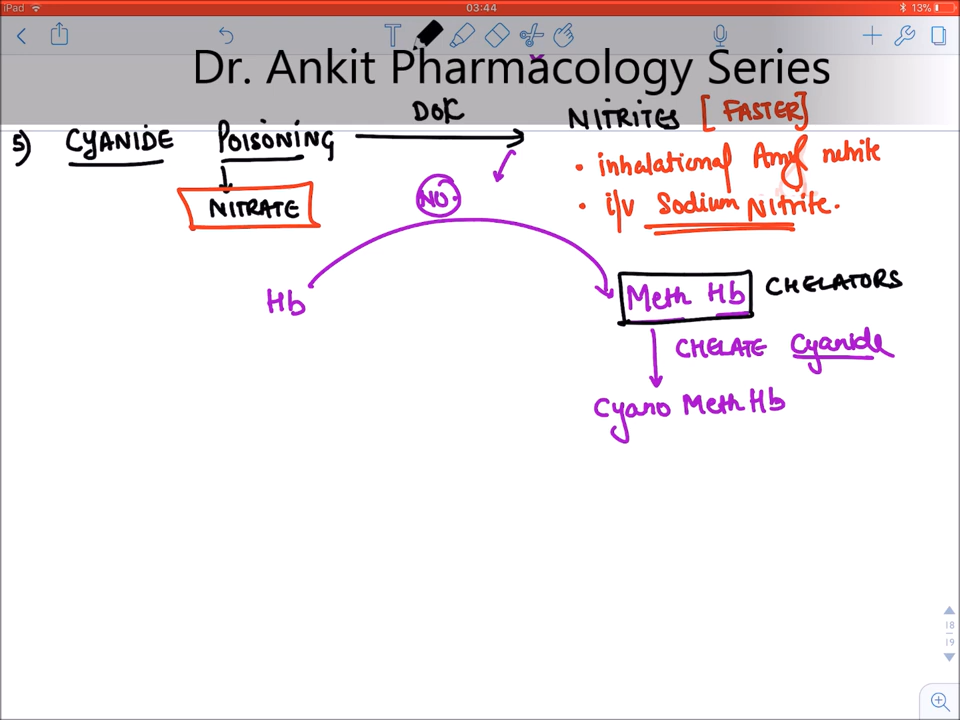 iPad 03:44 13%
Dr. Ankit Pharmacology Series
5) CYANIDE POISONING DOC NITRITES [FASTER]
• inhalational Amyl nitrite
NITRATE NO • i/v Sodium Nitrite.
Hb Meth Hb CHELATORS
CHELATE Cyanide
Cyano Meth Hb
18
19